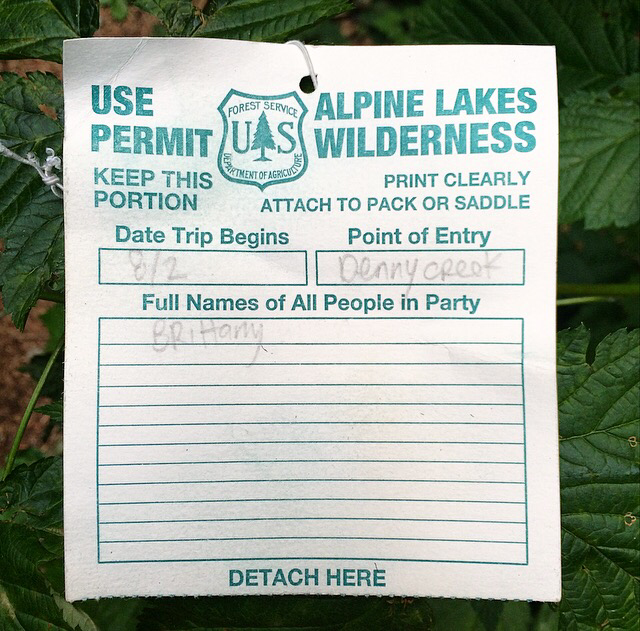 USE PERMIT
FOREST SERVICE
U S
DEPARTMENT OF AGRICULTURE
ALPINE LAKES
WILDERNESS
KEEP THIS
PORTION
PRINT CLEARLY
ATTACH TO PACK OR SADDLE
Date Trip Begins
Point of Entry
8/2
Denny creek
Full Names of All People in Party
BRittany
DETACH HERE